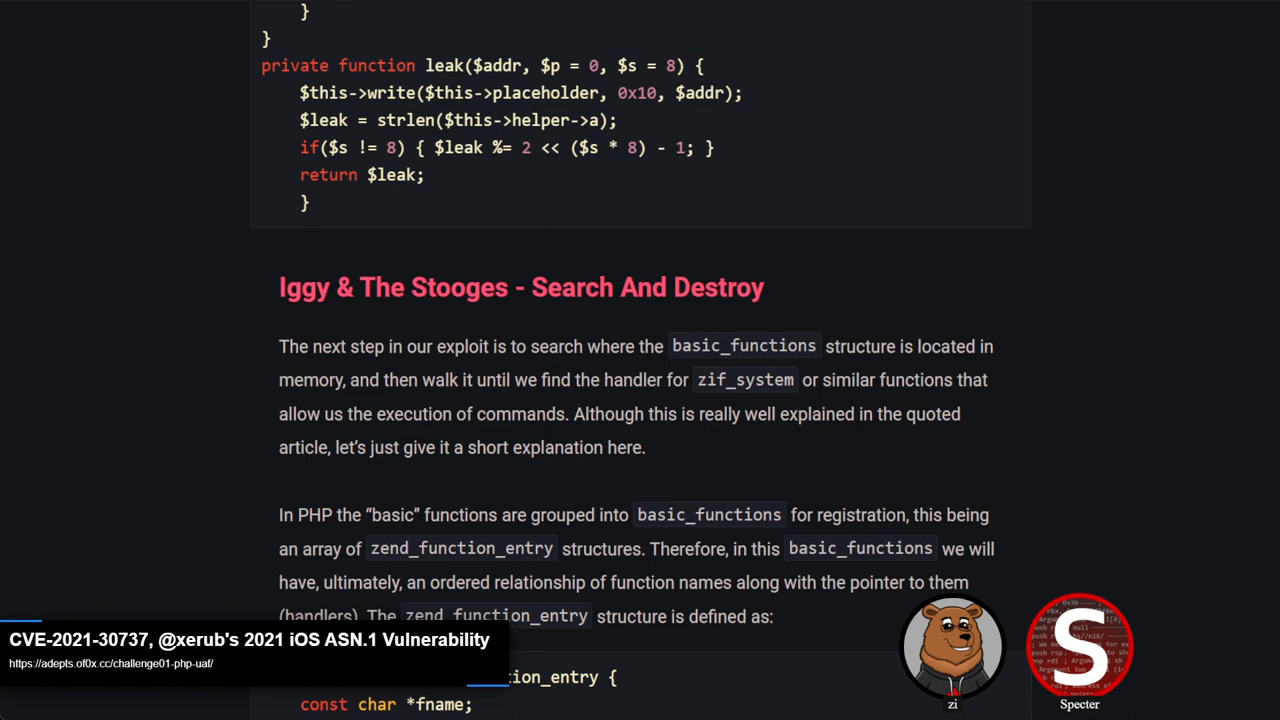 }
}
private function leak($addr, $p = 0, $s = 8) {
$this->write($this->placeholder, 0x10, $addr);
$leak = strlen($this->helper->a);
if($s != 8) { $leak %= 2 << ($s * 8) - 1; }
return $leak;
}
Iggy & The Stooges - Search And Destroy
The next step in our exploit is to search where the basic_functions structure is located in
memory, and then walk it until we find the handler for zif_system or similar functions that
allow us the execution of commands. Although this is really well explained in the quoted
article, let's just give it a short explanation here.
In PHP the “basic” functions are grouped into basic_functions for registration, this being
an array of zend_function_entry structures. Therefore, in this basic_functions we will
have, ultimately, an ordered relationship of function names along with the pointer to them
(handlers). The zend_function_entry structure is defined as:
CVE-2021-30737, @xerub's 2021 iOS ASN.1 Vulnerability
https://adepts.of0x.cc/challenge01-php-uaf/
ion_entry {
const char *fname;
zi
Specter